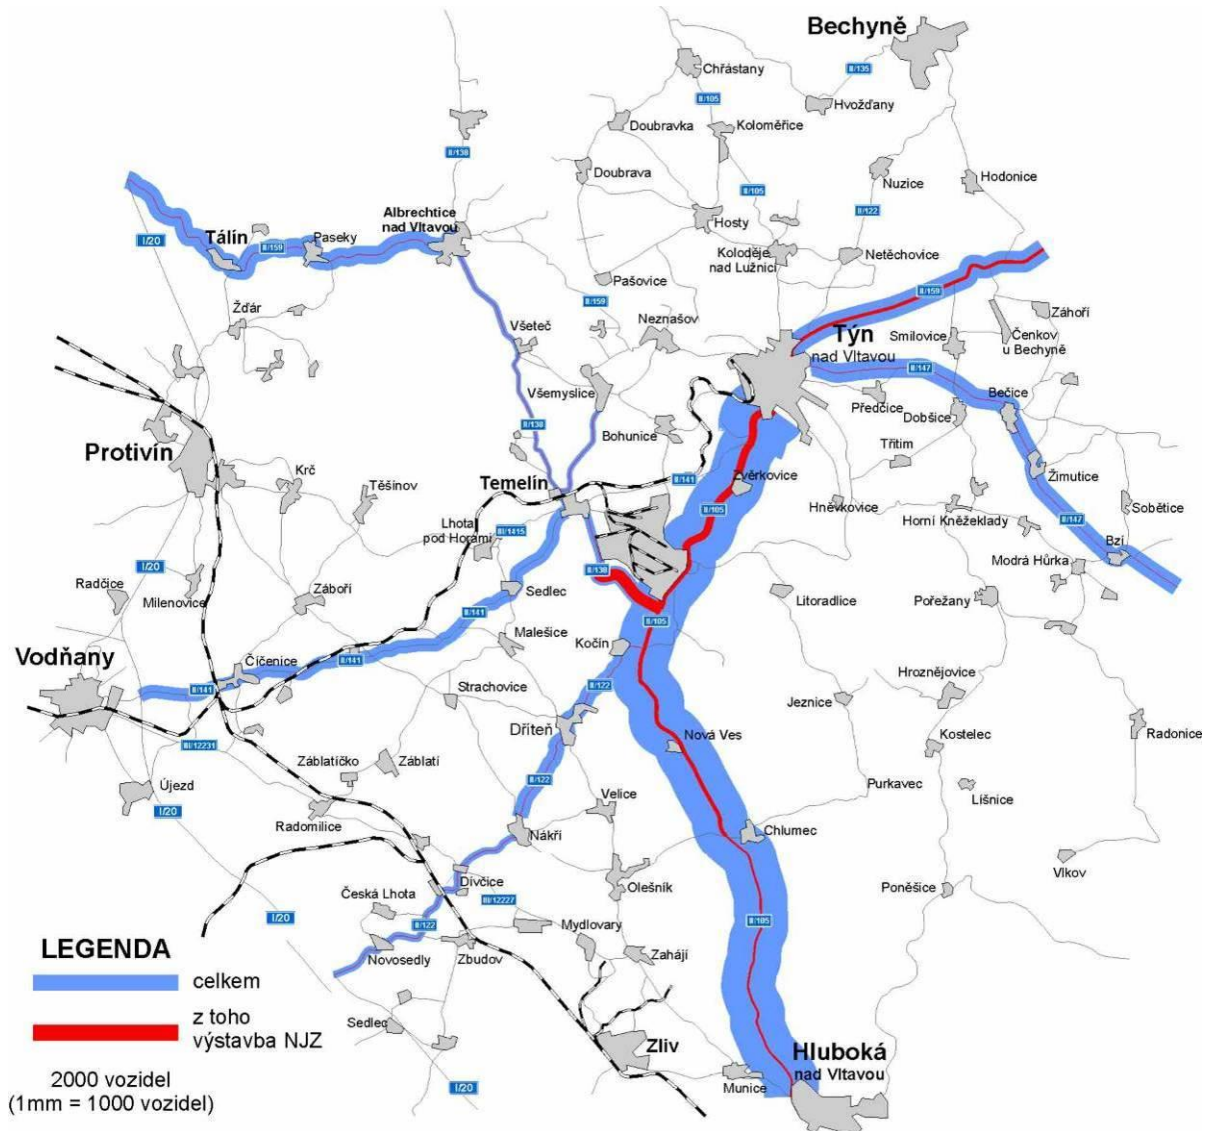 Bechyně
Chřástany
II/135
II/105
Hvožďany
Doubravka
Koloměřice
II/138
Doubrava
II/105
Nuzice
Hodonice
Albrechtice
nad Vltavou
II/122
Hosty
I/20
Tálín
II/159
Paseky
Koloděje
nad Lužnicí
Netěchovice
Pašovice
II/159
II/159
Žďár
Neznašov
Záhoří
Všeteč
Týn
nad Vltavou
Smilovice
Čenkov
u Bechyně
II/147
Všemyslice
Předčice
Bečice
Dobšice
II/138
Protivín
Bohunice
Třitim
Krč
Těšínov
Temelín
II/141
Zvěrkovice
Žimutice
Hněvkovice
II/105
Sobětice
Lhota
pod Horami
III/1415
Horní Kněžeklady
II/147
Bzí
I/20
II/138
Modrá Hůrka
Radčice
Milenovice
Záboří
Sedlec
Litoradlice
Pořežany
II/141
II/105
Malešice
Kočín
Vodňany
Číčenice
II/141
II/141
II/122
Strachovice
Hroznějovice
Jeznice
Dříteň
Nová Ves
Kostelec
Radonice
III/12231
Záblatíčko
Záblatí
II/122
Újezd
Purkavec
Líšnice
I/20
Velice
Radomilice
Nákří
Chlumec
Vlkov
Dívčice
Olešník
Poněšice
Česká Lhota
III/12227
I/20
II/122
Mydlovary
II/105
LEGENDA
Novosedly
Zbudov
Zahájí
celkem
z toho
výstavba NJZ
Sedlec
Zliv
Hluboká
nad Vltavou
2000 vozidel
(1mm = 1000 vozidel)
I/20
Munice